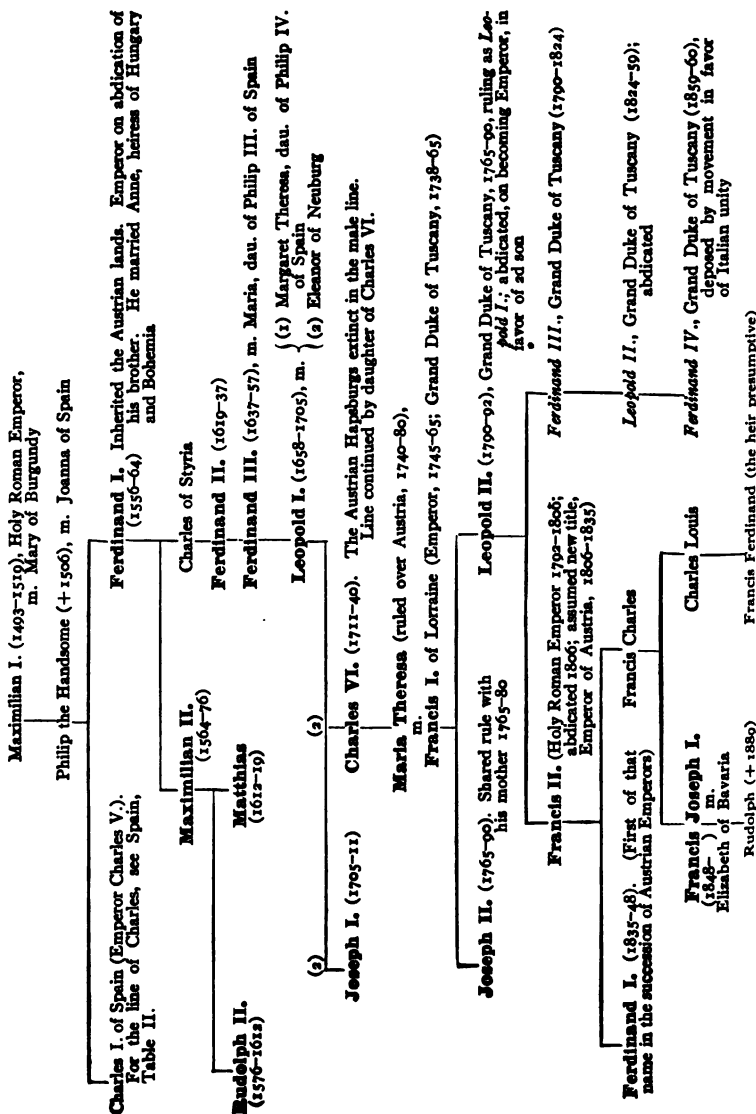 Maximilian I. (1493–1519), Holy Roman Emperor,
m. Mary of Burgundy
Philip the Handsome (+ 1506), m. Joanna of Spain
Charles I. of Spain (Emperor Charles V.).
For the line of Charles, see Spain,
Table II.
Ferdinand I. Inherited the Austrian lands. Emperor on abdication of
(1556–64) his brother. He married Anne, heiress of Hungary
and Bohemia
Maximilian II.
(1564–76)
Charles of Styria
Rudolph II.
(1576–1612)
Matthias
(1612–19)
Ferdinand II. (1619–37)
Ferdinand III. (1637–57), m. Maria, dau. of Philip III. of Spain
Leopold I. (1658–1705), m. { (1) Margaret Theresa, dau. of Philip IV.
of Spain
(2) Eleanor of Neuburg
(2)
(2)
Joseph I. (1705–11)
Charles VI. (1711–40). The Austrian Hapsburgs extinct in the male line.
Line continued by daughter of Charles VI.
Maria Theresa (ruled over Austria, 1740–80),
m.
Francis I. of Lorraine (Emperor, 1745–65; Grand Duke of Tuscany, 1738–65)
Joseph II. (1765–90). Shared rule with
his mother 1765–80
Leopold II. (1790–92), Grand Duke of Tuscany, 1765–90, ruling as Leo-
pold I.; abdicated, on becoming Emperor, in
favor of 2d son
Francis II. (Holy Roman Emperor 1792–1806;
abdicated 1806; assumed new title,
Emperor of Austria, 1806–1835)
Ferdinand III., Grand Duke of Tuscany (1790–1824)
Ferdinand I. (1835–48). (First of that
name in the succession of Austrian Emperors)
Francis Charles
Leopold II., Grand Duke of Tuscany (1824–59);
abdicated
Francis Joseph I.
(1848– ) m.
Elizabeth of Bavaria
Charles Louis
Ferdinand IV., Grand Duke of Tuscany (1859–60),
deposed by movement in favor
of Italian unity
Rudolph (+ 1889)
Francis Ferdinand (the heir presumptive)